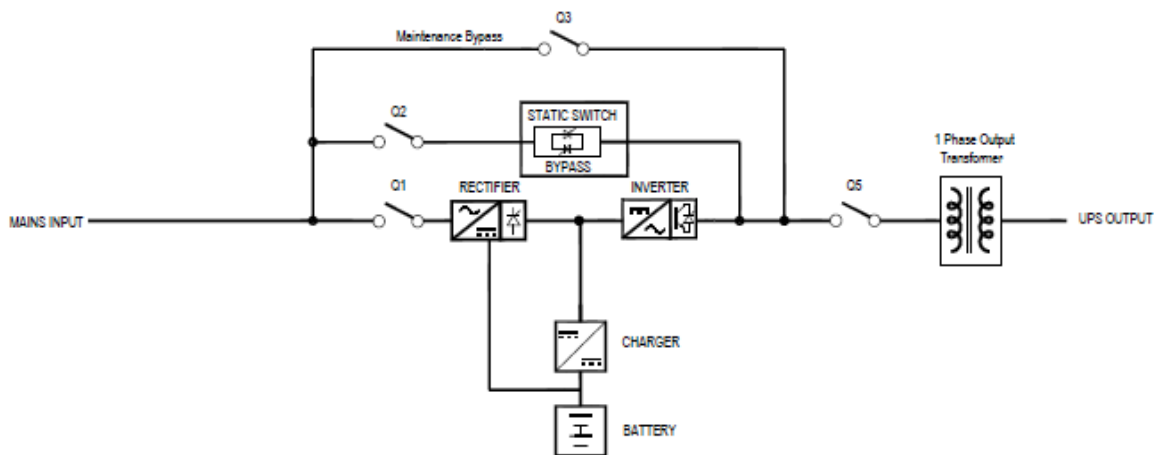 Q3
Maintenance Bypass
Q2
STATIC SWITCH
BYPASS
1 Phase Output
Transformer
Q1
RECTIFIER
INVERTER
Q5
MAINS INPUT
UPS OUTPUT
CHARGER
BATTERY